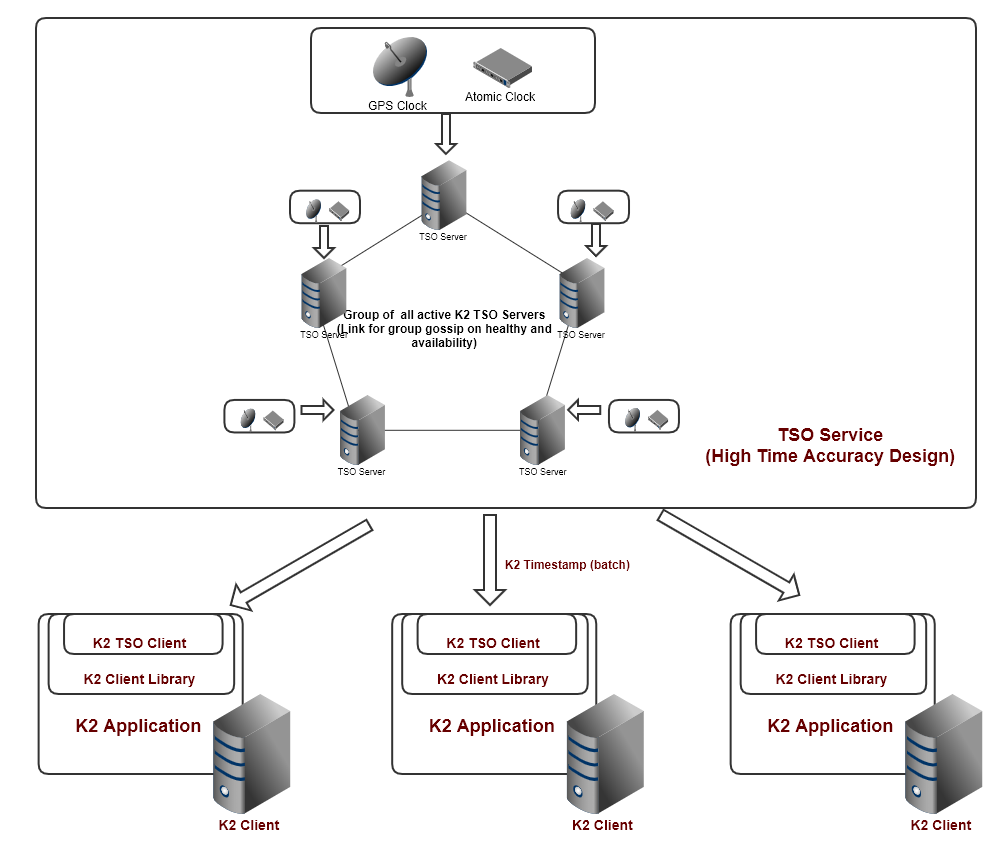 GPS Clock
Atomic Clock
TSO Server
TSO Server
TSO Server
Group of all active K2 TSO Servers
(Link for group gossip on healthy and
availability)
TSO Server
TSO Server
TSO Service
(High Time Accuracy Design)
K2 Timestamp (batch)
K2 TSO Client
K2 Client Library
K2 Application
K2 Client
K2 TSO Client
K2 Client Library
K2 Application
K2 Client
K2 TSO Client
K2 Client Library
K2 Application
K2 Client